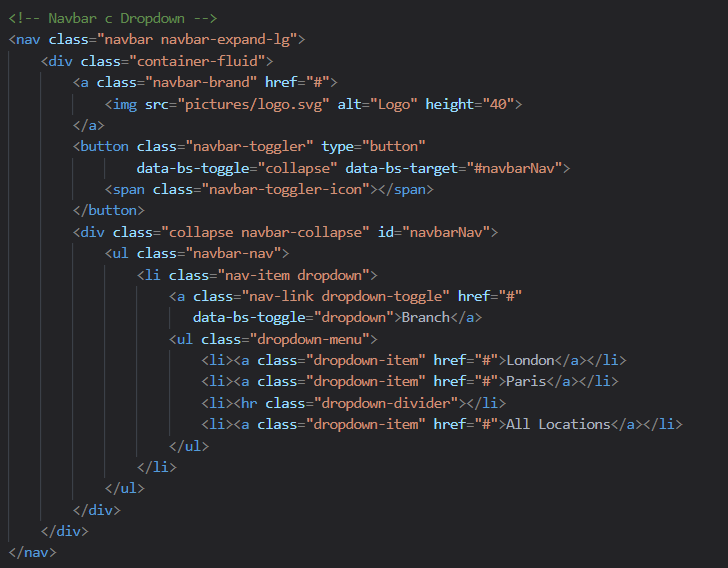 <!-- Navbar c Dropdown -->
<nav class="navbar navbar-expand-lg">
    <div class="container-fluid">
        <a class="navbar-brand" href="#">
            <img src="pictures/logo.svg" alt="Logo" height="40">
        </a>
        <button class="navbar-toggler" type="button"
                data-bs-toggle="collapse" data-bs-target="#navbarNav">
            <span class="navbar-toggler-icon"></span>
        </button>
        <div class="collapse navbar-collapse" id="navbarNav">
            <ul class="navbar-nav">
                <li class="nav-item dropdown">
                    <a class="nav-link dropdown-toggle" href="#"
                       data-bs-toggle="dropdown">Branch</a>
                    <ul class="dropdown-menu">
                        <li><a class="dropdown-item" href="#">London</a></li>
                        <li><a class="dropdown-item" href="#">Paris</a></li>
                        <li><hr class="dropdown-divider"></li>
                        <li><a class="dropdown-item" href="#">All Locations</a></li>
                    </ul>
                </li>
            </ul>
        </div>
    </div>
</nav>